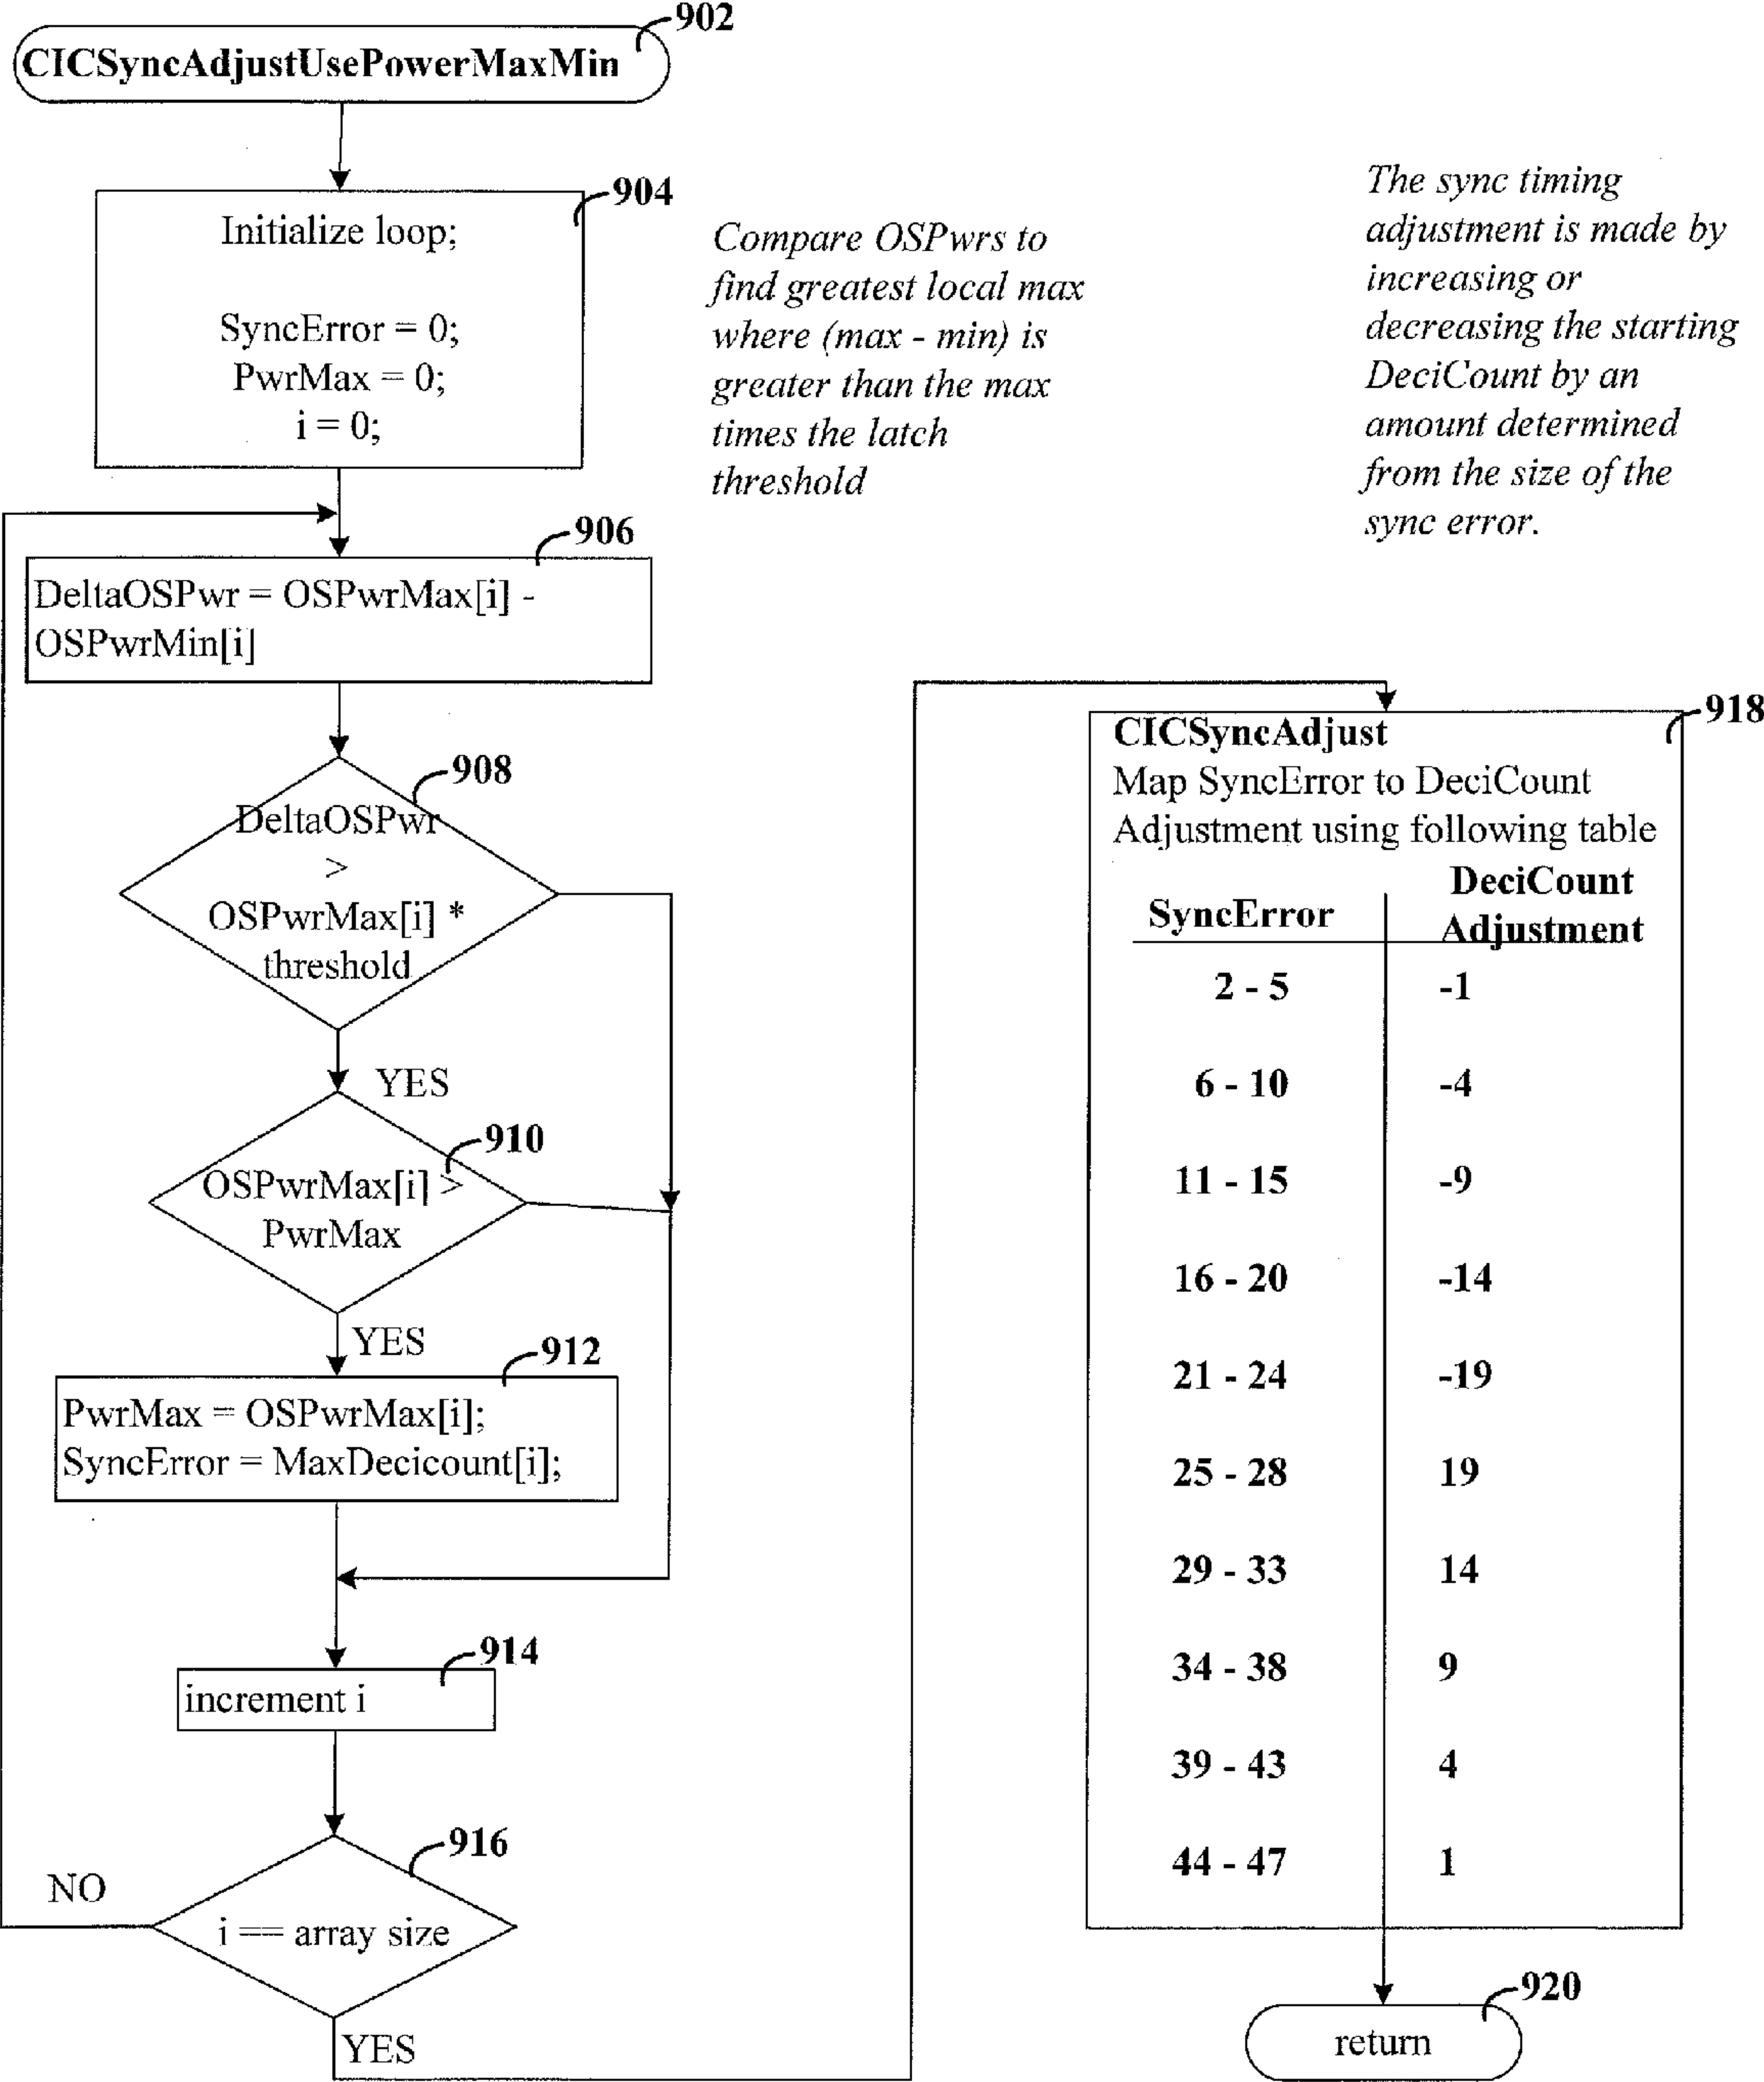 902
CICSyncAdjustUsePowerMaxMin
904
Initialize loop;
SyncError = 0;
PwrMax = 0;
i = 0;
Compare OSPwrs to
find greatest local max
where (max - min) is
greater than the max
times the latch
threshold
The sync timing
adjustment is made by
increasing or
decreasing the starting
DeciCount by an
amount determined
from the size of the
sync error.
906
DeltaOSPwr = OSPwrMax[i] -
OSPwrMin[i]
908
DeltaOSPwr
>
OSPwrMax[i] *
threshold
YES
910
OSPwrMax[i] >
PwrMax
YES
912
PwrMax = OSPwrMax[i];
SyncError = MaxDecicount[i];
914
increment i
916
i == array size
NO
YES
918
CICSyncAdjust
Map SyncError to DeciCount
Adjustment using following table
SyncError
DeciCount
Adjustment
2 - 5 -1
6 - 10 -4
11 - 15 -9
16 - 20 -14
21 - 24 -19
25 - 28 19
29 - 33 14
34 - 38 9
39 - 43 4
44 - 47 1
920
return